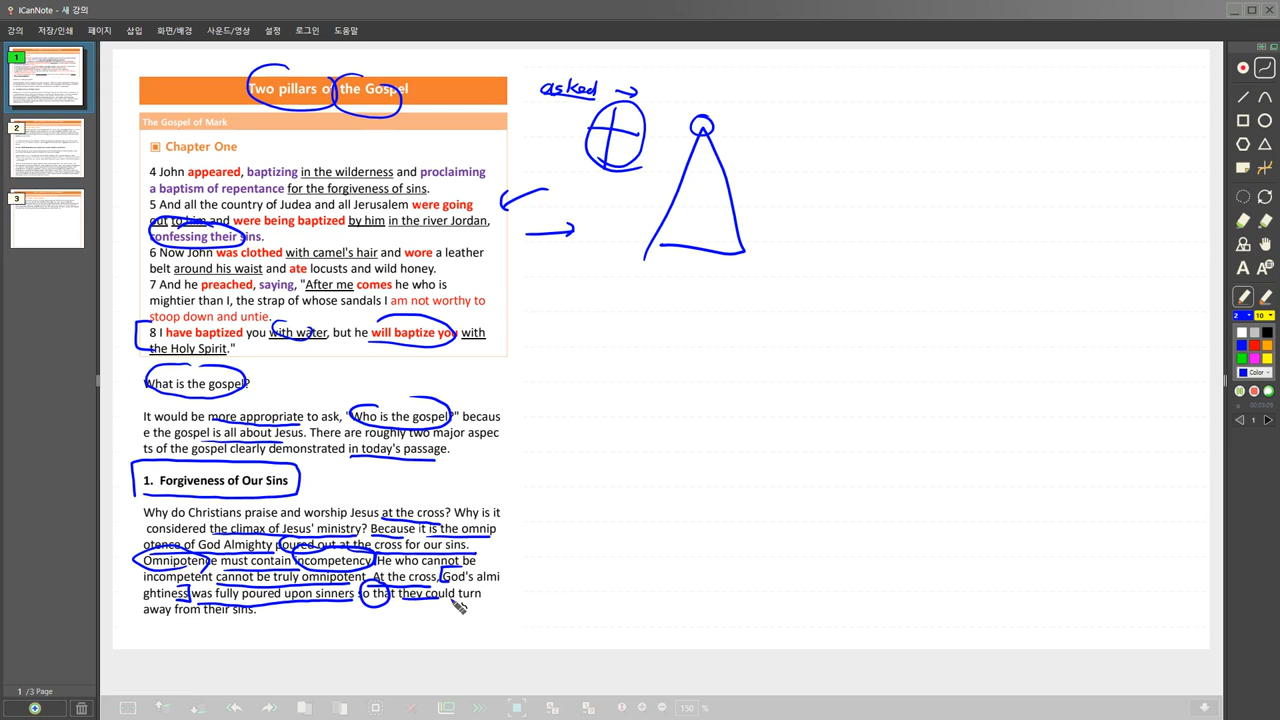 ICanNote - 새 강의
강의 저장/인쇄 페이지 삽입 화면/배경 사운드/영상 설정 로그인 도움말
1
2
3
Two pillars of the Gospel
The Gospel of Mark
Chapter One
4 John appeared, baptizing in the wilderness and proclaiming
a baptism of repentance for the forgiveness of sins.
5 And all the country of Judea and all Jerusalem were going
out to him and were being baptized by him in the river Jordan,
confessing their sins.
6 Now John was clothed with camel's hair and wore a leather
belt around his waist and ate locusts and wild honey.
7 And he preached, saying, "After me comes he who is
mightier than I, the strap of whose sandals I am not worthy to
stoop down and untie.
8 I have baptized you with water, but he will baptize you with
the Holy Spirit."
What is the gospel?
It would be more appropriate to ask, "Who is the gospel?" becaus
e the gospel is all about Jesus. There are roughly two major aspec
ts of the gospel clearly demonstrated in today's passage.
1. Forgiveness of Our Sins
Why do Christians praise and worship Jesus at the cross? Why is it
considered the climax of Jesus' ministry? Because it is the omnip
otence of God Almighty poured out at the cross for our sins.
Omnipotence must contain incompetency. He who cannot be
incompetent cannot be truly omnipotent. At the cross, God's almi
ghtiness was fully poured upon sinners so that they could turn
away from their sins.
asked
2 10
Color
1
1 /3 Page
150 %